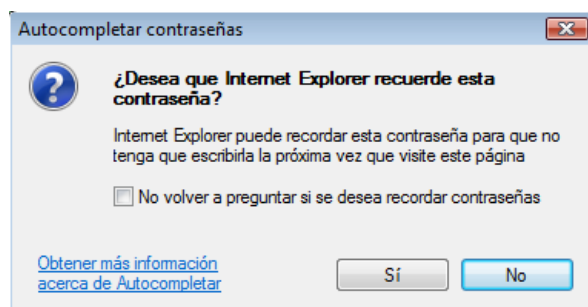 Autocompletar contraseñas
¿Desea que Internet Explorer recuerde esta
contraseña?
Internet Explorer puede recordar esta contraseña para que no
tenga que escribirla la próxima vez que visite este página
No volver a preguntar si se desea recordar contraseñas
Obtener más información
acerca de Autocompletar
Sí
No